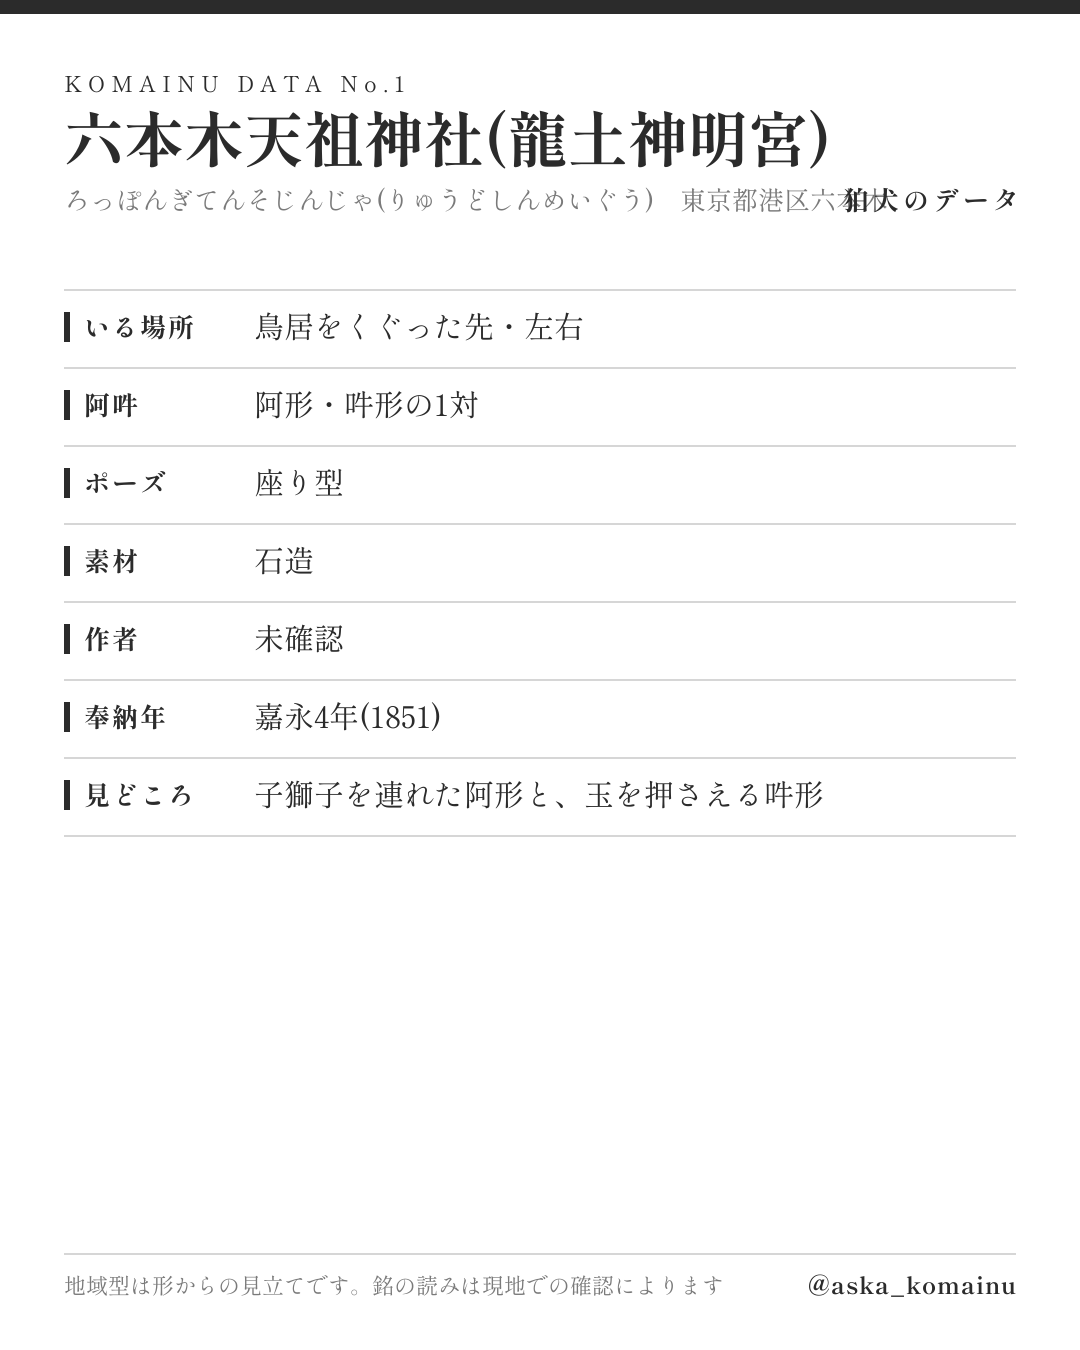 KOMAINU DATA No.1
六本木天祖神社(龍土神明宮)
ろっぽんぎてんそじんじゃ(りゅうどしんめいぐう) 東京都港区六本木
狛犬のデータ
いる場所 鳥居をくぐった先・左右
阿吽 阿形・吽形の1対
ポーズ 座り型
素材 石造
作者 未確認
奉納年 嘉永4年(1851)
見どころ 子獅子を連れた阿形と、玉を押さえる吽形
地域型は形からの見立てです。銘の読みは現地での確認によります @aska_komainu